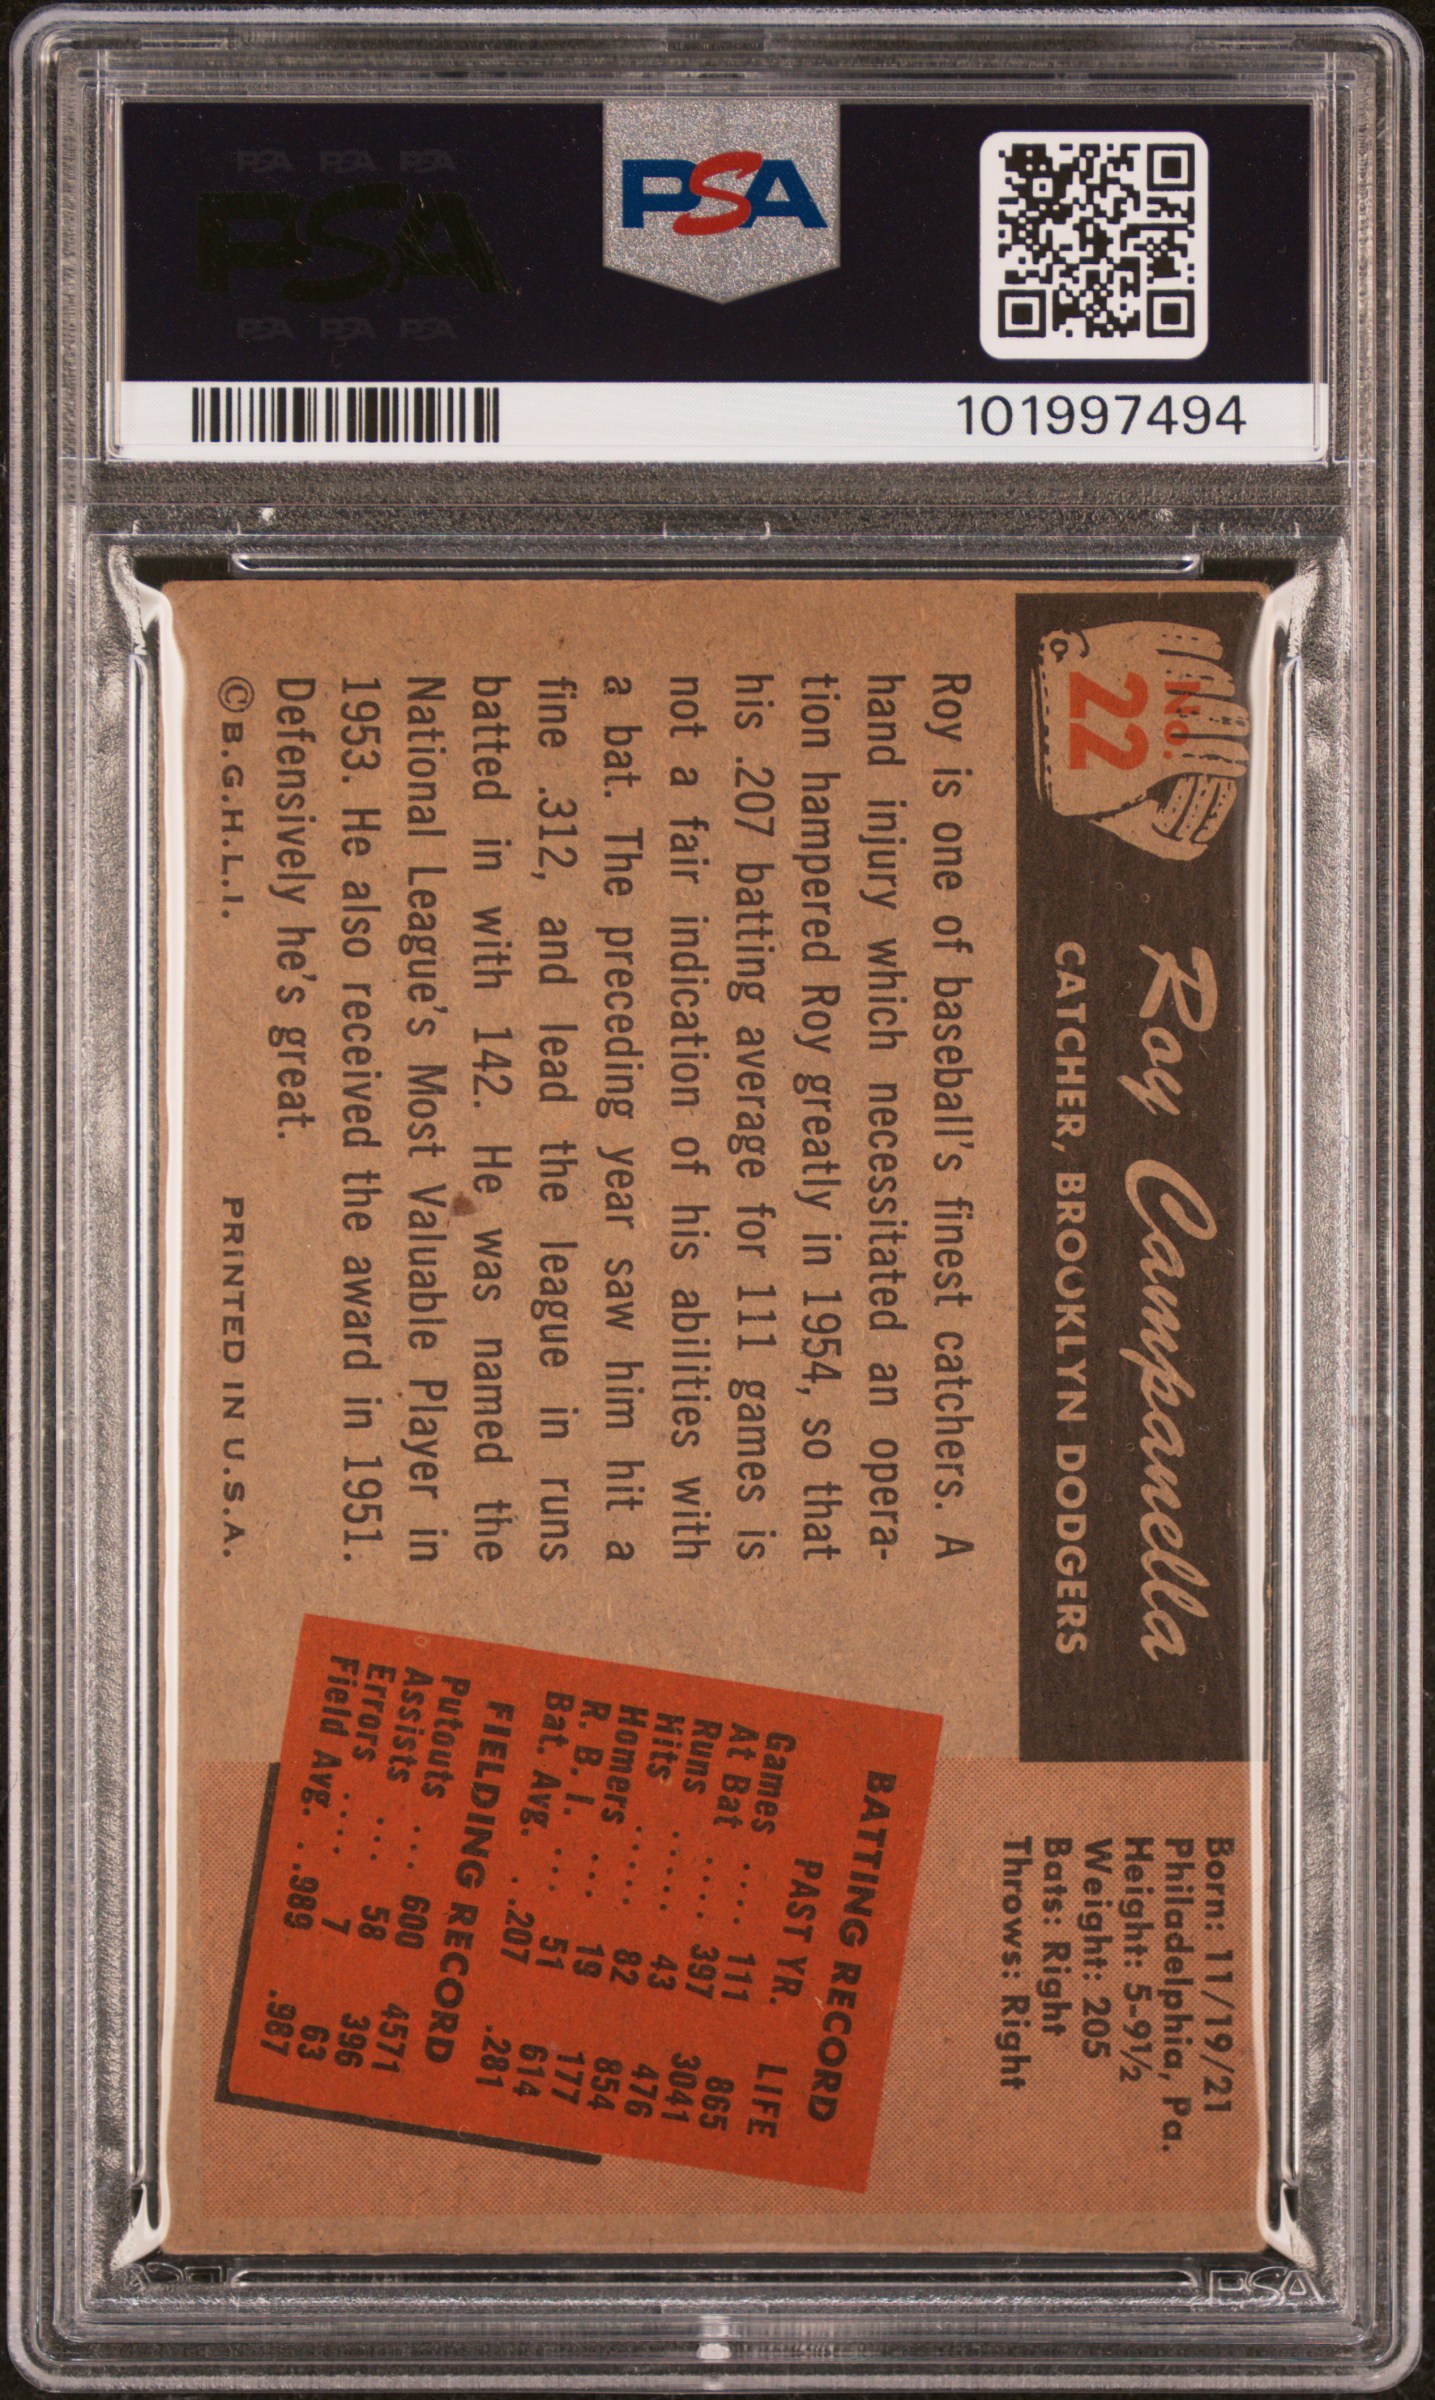 PSA PSA PSA
PSA
PSA PSA PSA
PSA
101997494
No.
22
Roy Campanella
CATCHER, BROOKLYN DODGERS
Born: 11/19/21
Philadelphia, Pa.
Height: 5-9½
Weight: 205
Bats: Right
Throws: Right
Roy is one of baseball's finest catchers. A
hand injury which necessitated an opera-
tion hampered Roy greatly in 1954, so that
his .207 batting average for 111 games is
not a fair indication of his abilities with
a bat. The preceding year saw him hit a
fine .312, and lead the league in runs
batted in with 142. He was named the
National League's Most Valuable Player in
1953. He also received the award in 1951.
Defensively he's great.
© B.G.H.L.I. PRINTED IN U.S.A.
BATTING RECORD
PAST YR. LIFE
Games .... 111 865
At Bat .... 397 3041
Runs ..... 43 476
Hits ..... 82 854
Homers ... 19 177
R. B. I. ... 51 614
Bat. Avg. . .207 .281
FIELDING RECORD
Putouts ... 600 4571
Assists ... 58 396
Errors .... 7 63
Field Avg. . .989 .987
PSA